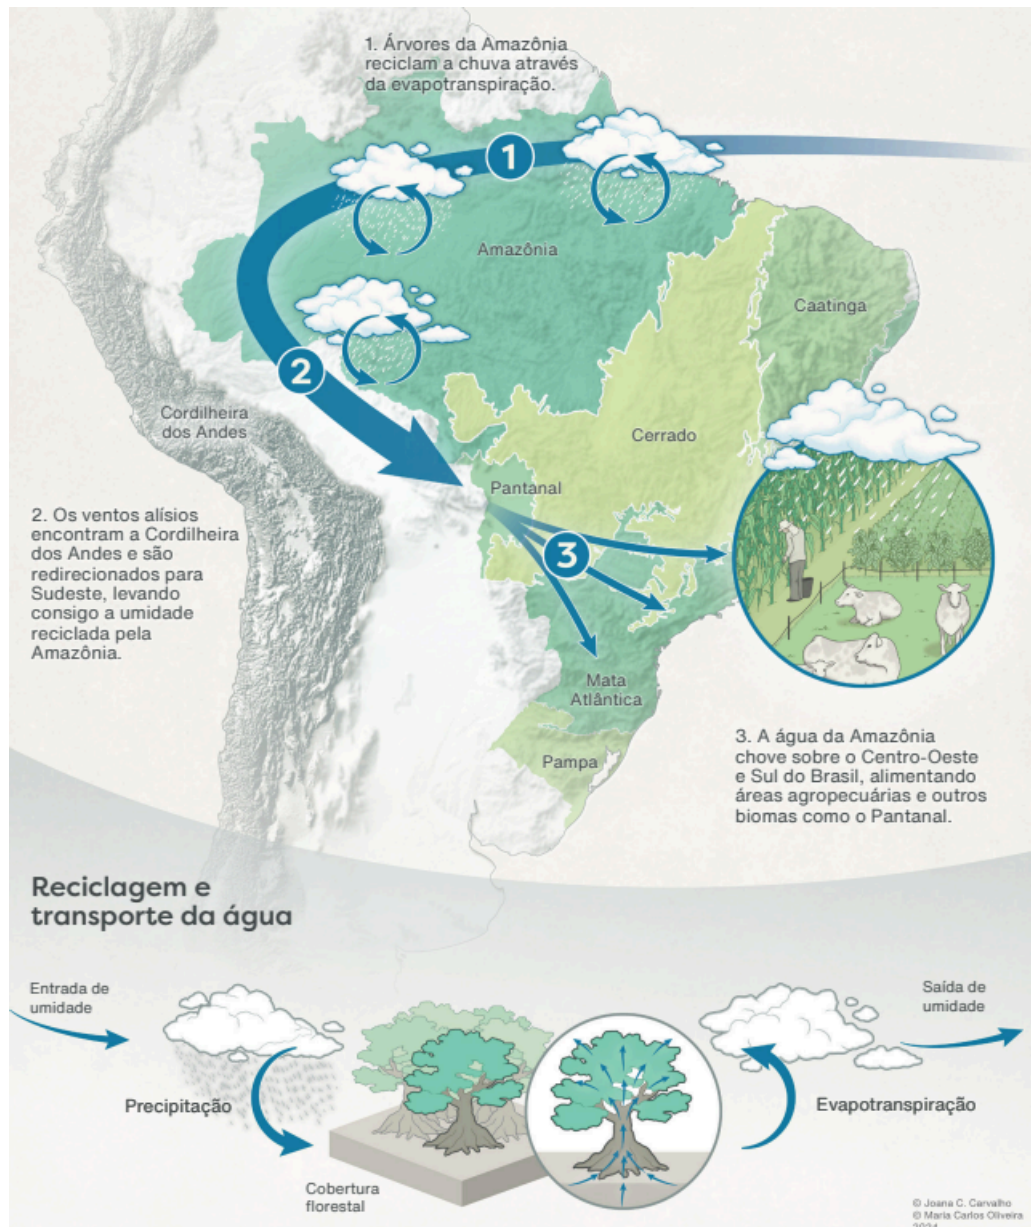 1. Árvores da Amazônia
reciclam a chuva através
da evapotranspiração.
1
Amazônia
Caatinga
2
Cordilheira
dos Andes
Cerrado
Pantanal
2. Os ventos alísios
encontram a Cordilheira
dos Andes e são
redirecionados para
Sudeste, levando
consigo a umidade
reciclada pela
Amazônia.
3
Mata
Atlântica
Pampa
3. A água da Amazônia
chove sobre o Centro-Oeste
e Sul do Brasil, alimentando
áreas agropecuárias e outros
biomas como o Pantanal.
Reciclagem e
transporte da água
Entrada de
umidade
Saída de
umidade
Precipitação
Evapotranspiração
Cobertura
florestal
© Joana C. Carvalho
© Maria Carlos Oliveira
2024